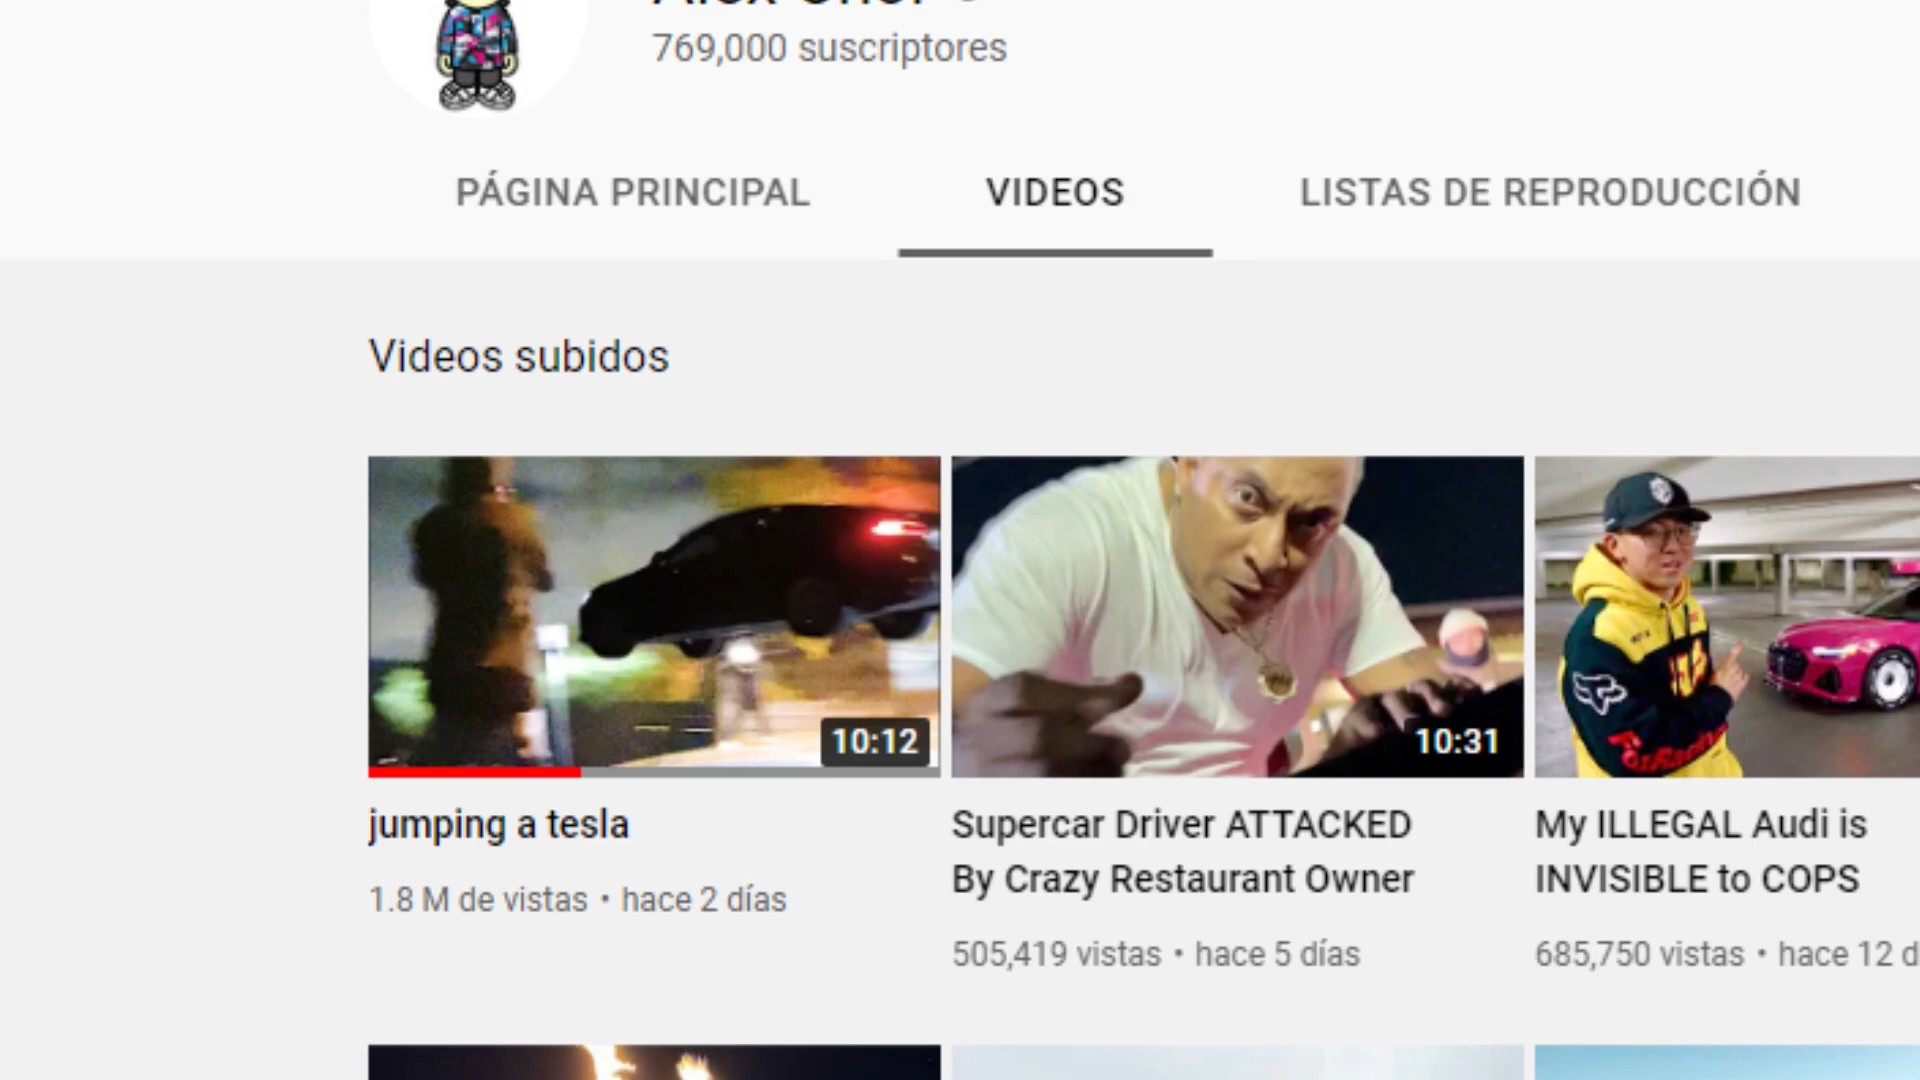 769,000 suscriptores
PÁGINA PRINCIPAL
VIDEOS
LISTAS DE REPRODUCCIÓN
Videos subidos
10:12
10:31
jumping a tesla
1.8 M de vistas • hace 2 días
Supercar Driver ATTACKED
By Crazy Restaurant Owner
505,419 vistas • hace 5 días
My ILLEGAL Audi is
INVISIBLE to COPS
685,750 vistas • hace 12 d